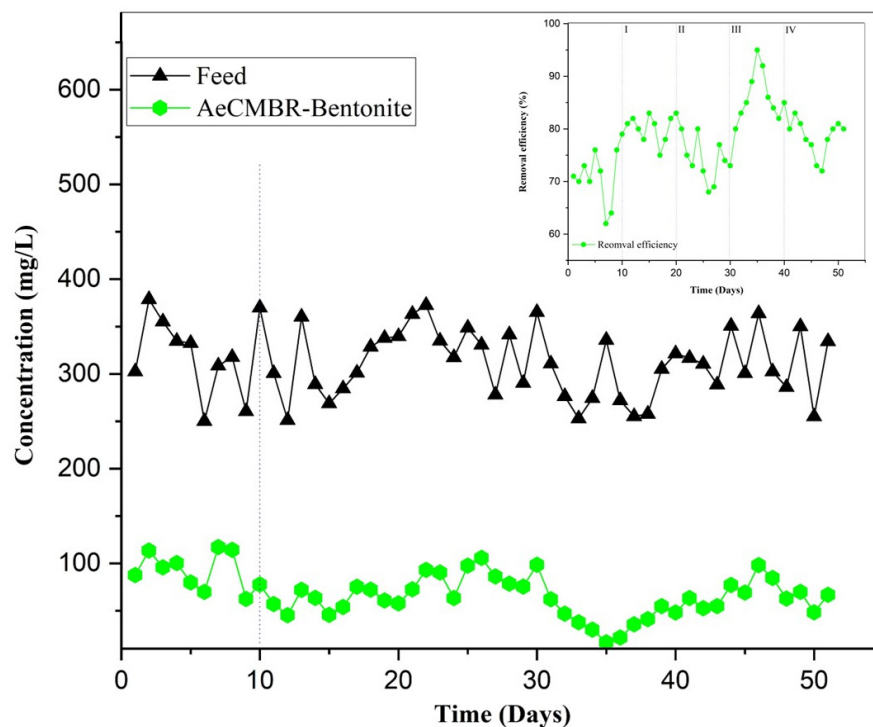 Feed
AeCMBR-Bentonite
Concentration (mg/L)
600
500
400
300
200
100
0
10
20
30
40
50
Time (Days)
100
90
80
70
60
I
II
III
IV
Removal efficiency (%)
Reomval efficiency
0
10
20
30
40
50
Time (Days)